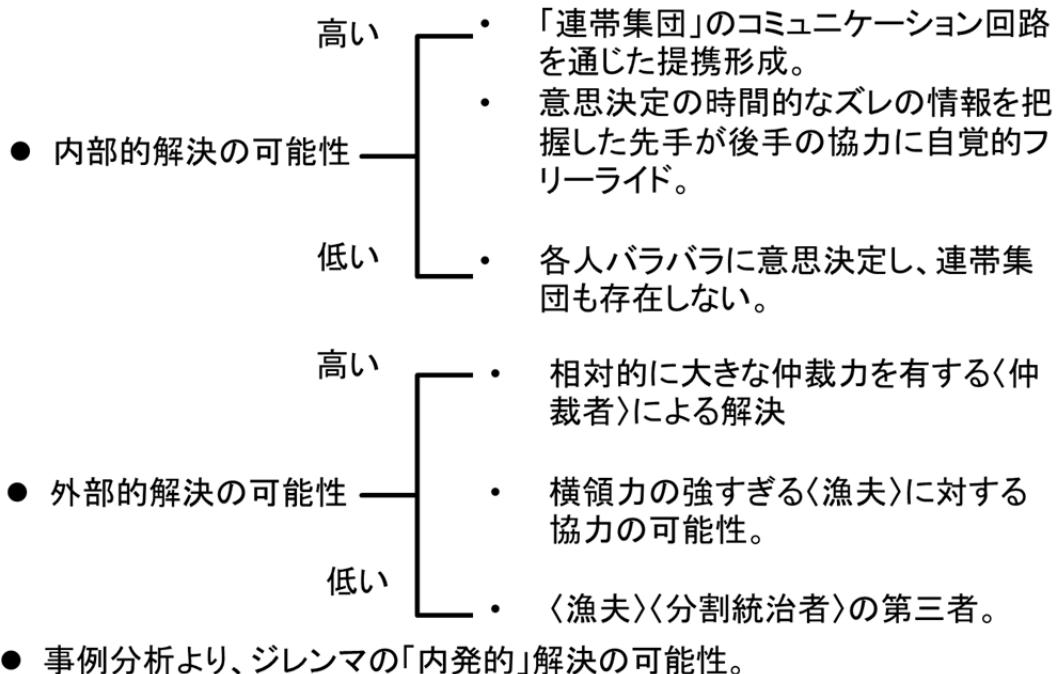 高い
・ 「連帯集団」のコミュニケーション回路
を通じた提携形成。
・ 意思決定の時間的なズレの情報を把
握した先手が後手の協力に自覚的フ
リーライド。
● 内部的解決の可能性
低い
・ 各人バラバラに意思決定し、連帯集
団も存在しない。
高い
・ 相対的に大きな仲裁力を有する〈仲
裁者〉による解決
● 外部的解決の可能性
・ 横領力の強すぎる〈漁夫〉に対する
協力の可能性。
低い
・ 〈漁夫〉〈分割統治者〉の第三者。
● 事例分析より、ジレンマの「内発的」解決の可能性。